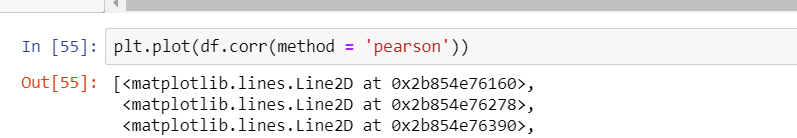 In [55]: plt.plot(df.corr(method = 'pearson'))
Out[55]: [<matplotlib.lines.Line2D at 0x2b854e76160>,
<matplotlib.lines.Line2D at 0x2b854e76278>,
<matplotlib.lines.Line2D at 0x2b854e76390>,